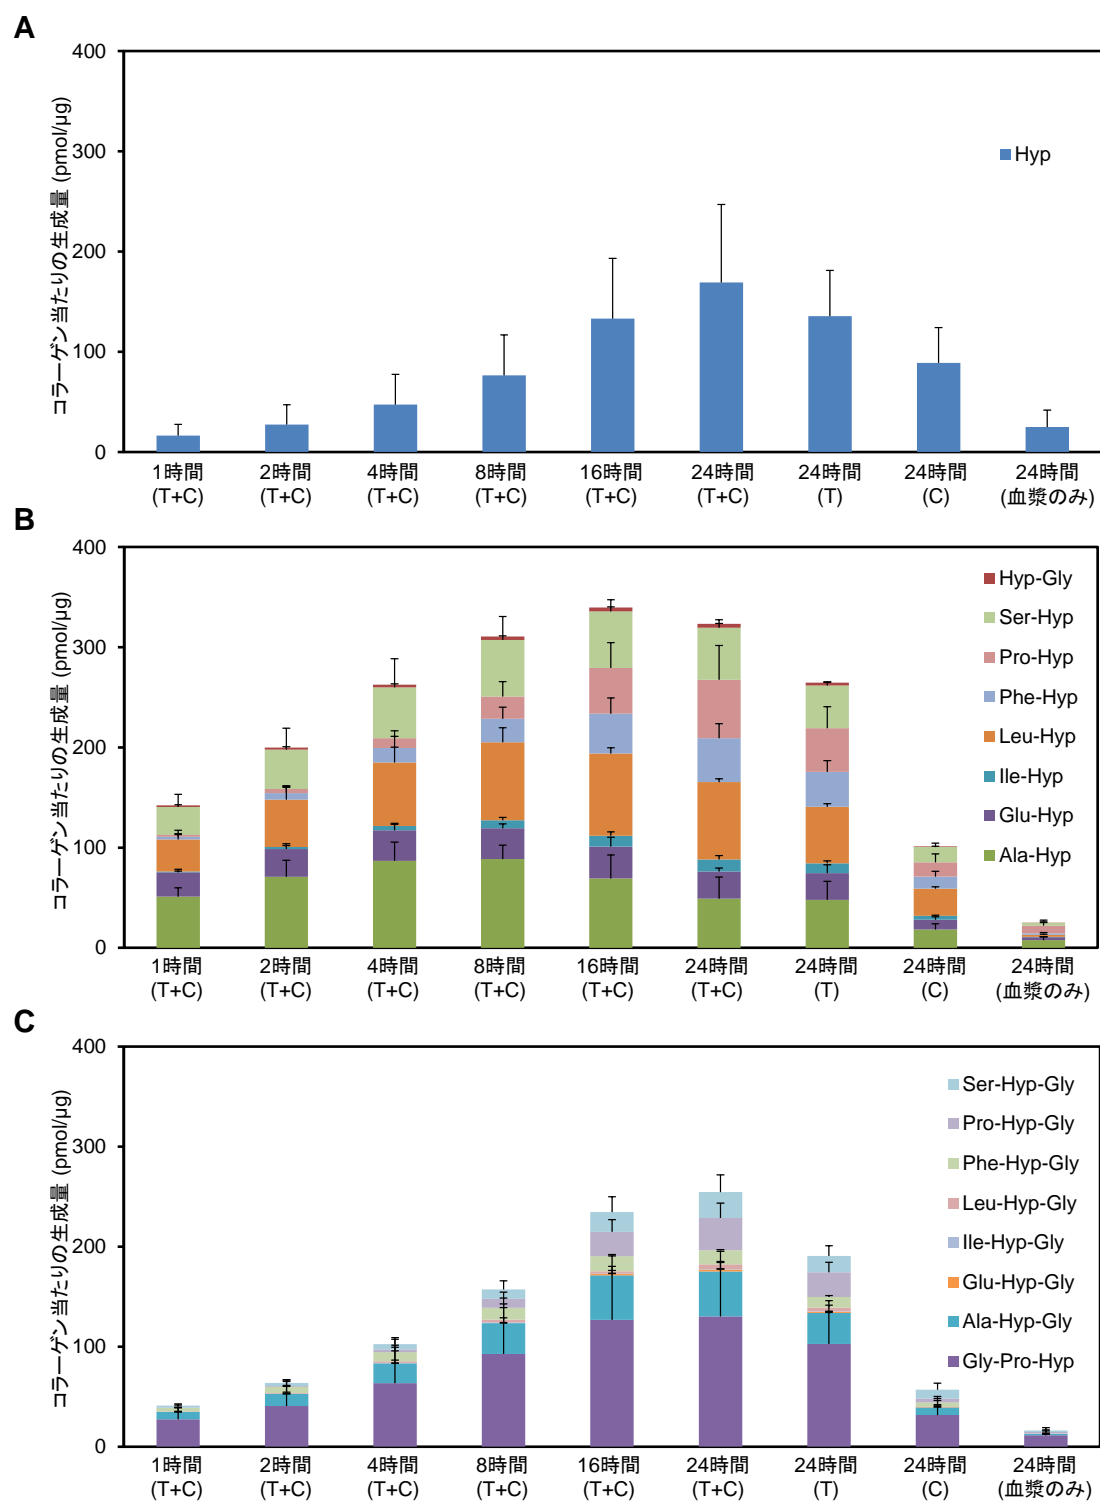 A
コラーゲン当たりの生成量 (pmol/μg)
400
300
200
100
0
Hyp
1時間 2時間 4時間 8時間 16時間 24時間 24時間 24時間 24時間
(T+C) (T+C) (T+C) (T+C) (T+C) (T+C) (T) (C) (血漿のみ)
B
コラーゲン当たりの生成量 (pmol/μg)
400
300
200
100
0
Hyp-Gly
Ser-Hyp
Pro-Hyp
Phe-Hyp
Leu-Hyp
Ile-Hyp
Glu-Hyp
Ala-Hyp
1時間 2時間 4時間 8時間 16時間 24時間 24時間 24時間 24時間
(T+C) (T+C) (T+C) (T+C) (T+C) (T+C) (T) (C) (血漿のみ)
C
コラーゲン当たりの生成量 (pmol/μg)
400
300
200
100
0
Ser-Hyp-Gly
Pro-Hyp-Gly
Phe-Hyp-Gly
Leu-Hyp-Gly
Ile-Hyp-Gly
Glu-Hyp-Gly
Ala-Hyp-Gly
Gly-Pro-Hyp
1時間 2時間 4時間 8時間 16時間 24時間 24時間 24時間 24時間
(T+C) (T+C) (T+C) (T+C) (T+C) (T+C) (T) (C) (血漿のみ)